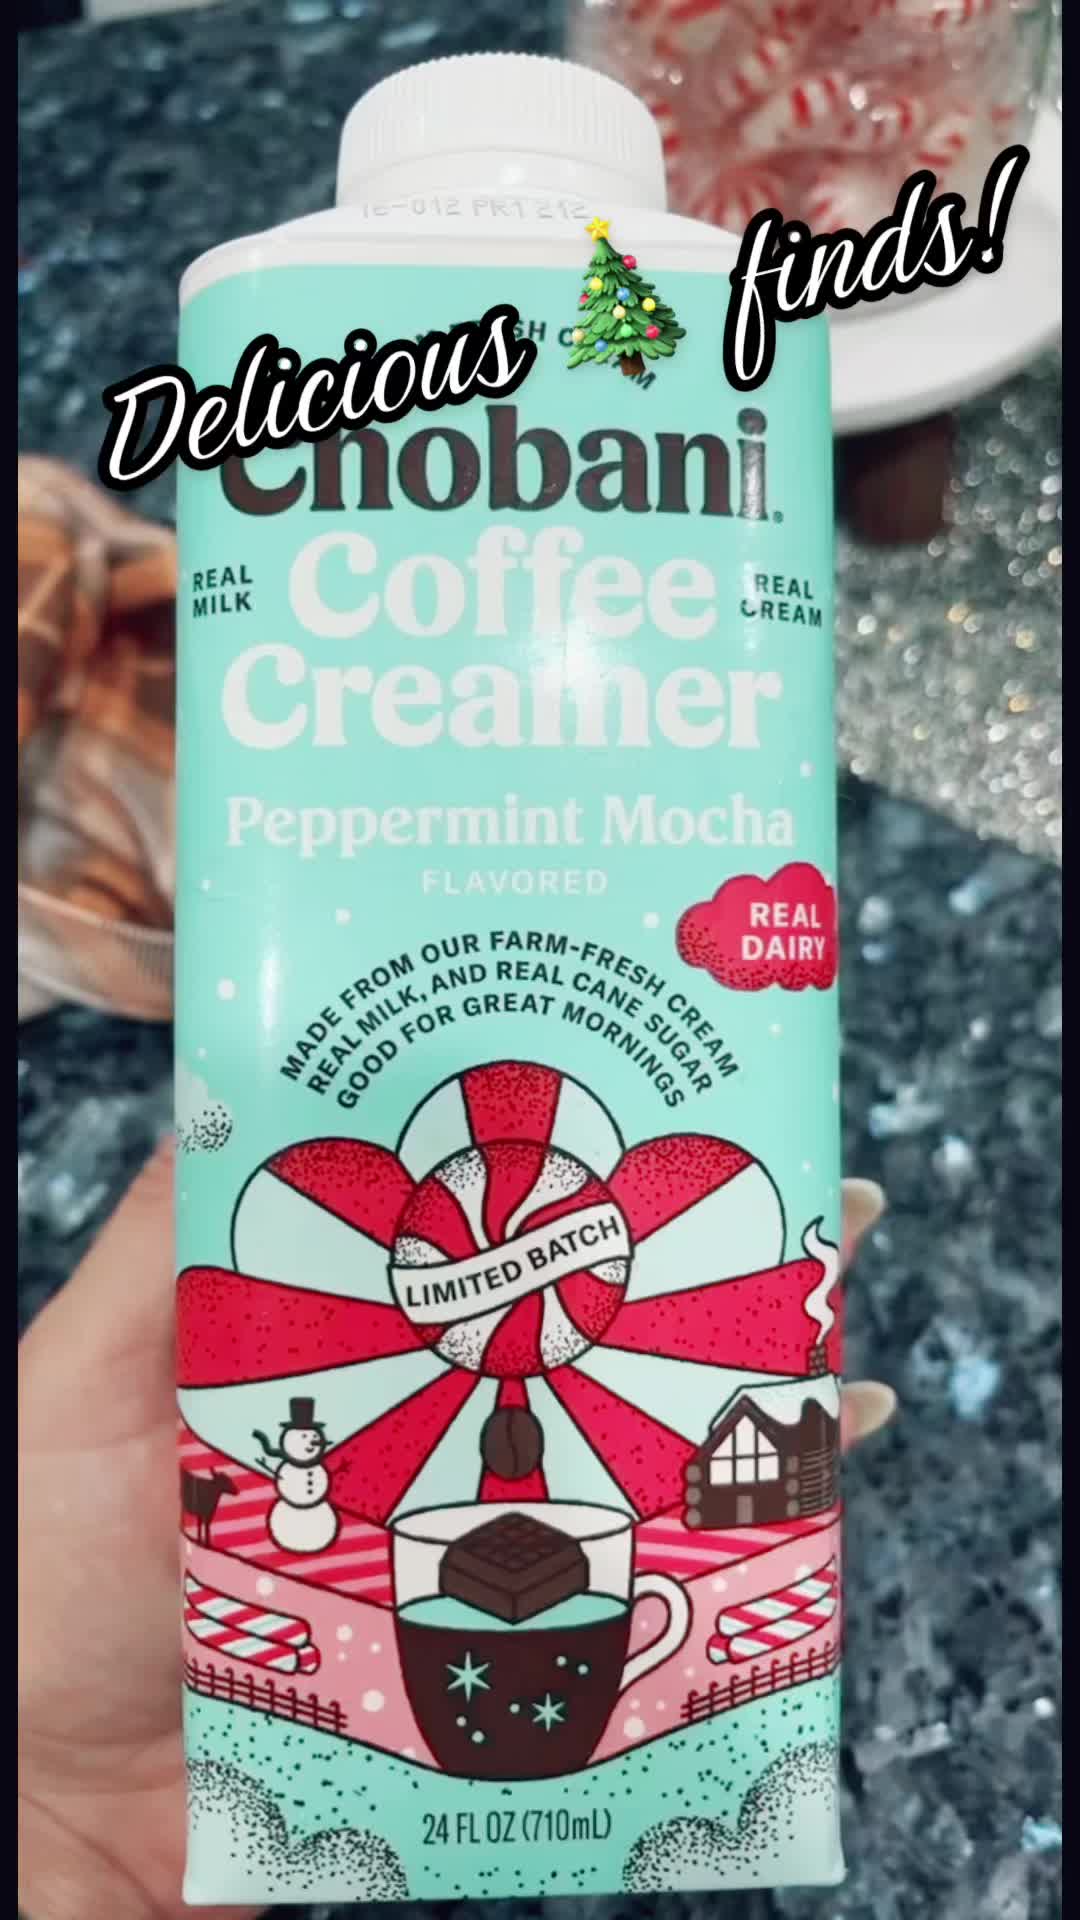 16-012 PR1 212
Delicious 🎄 finds!
Chobani®
REAL
MILK
Coffee
REAL
CREAM
Creamer
Peppermint Mocha
FLAVORED
REAL
DAIRY
MADE FROM OUR FARM-FRESH CREAM
REAL MILK, AND REAL CANE SUGAR
GOOD FOR GREAT MORNINGS
LIMITED BATCH
24 FL OZ (710mL)